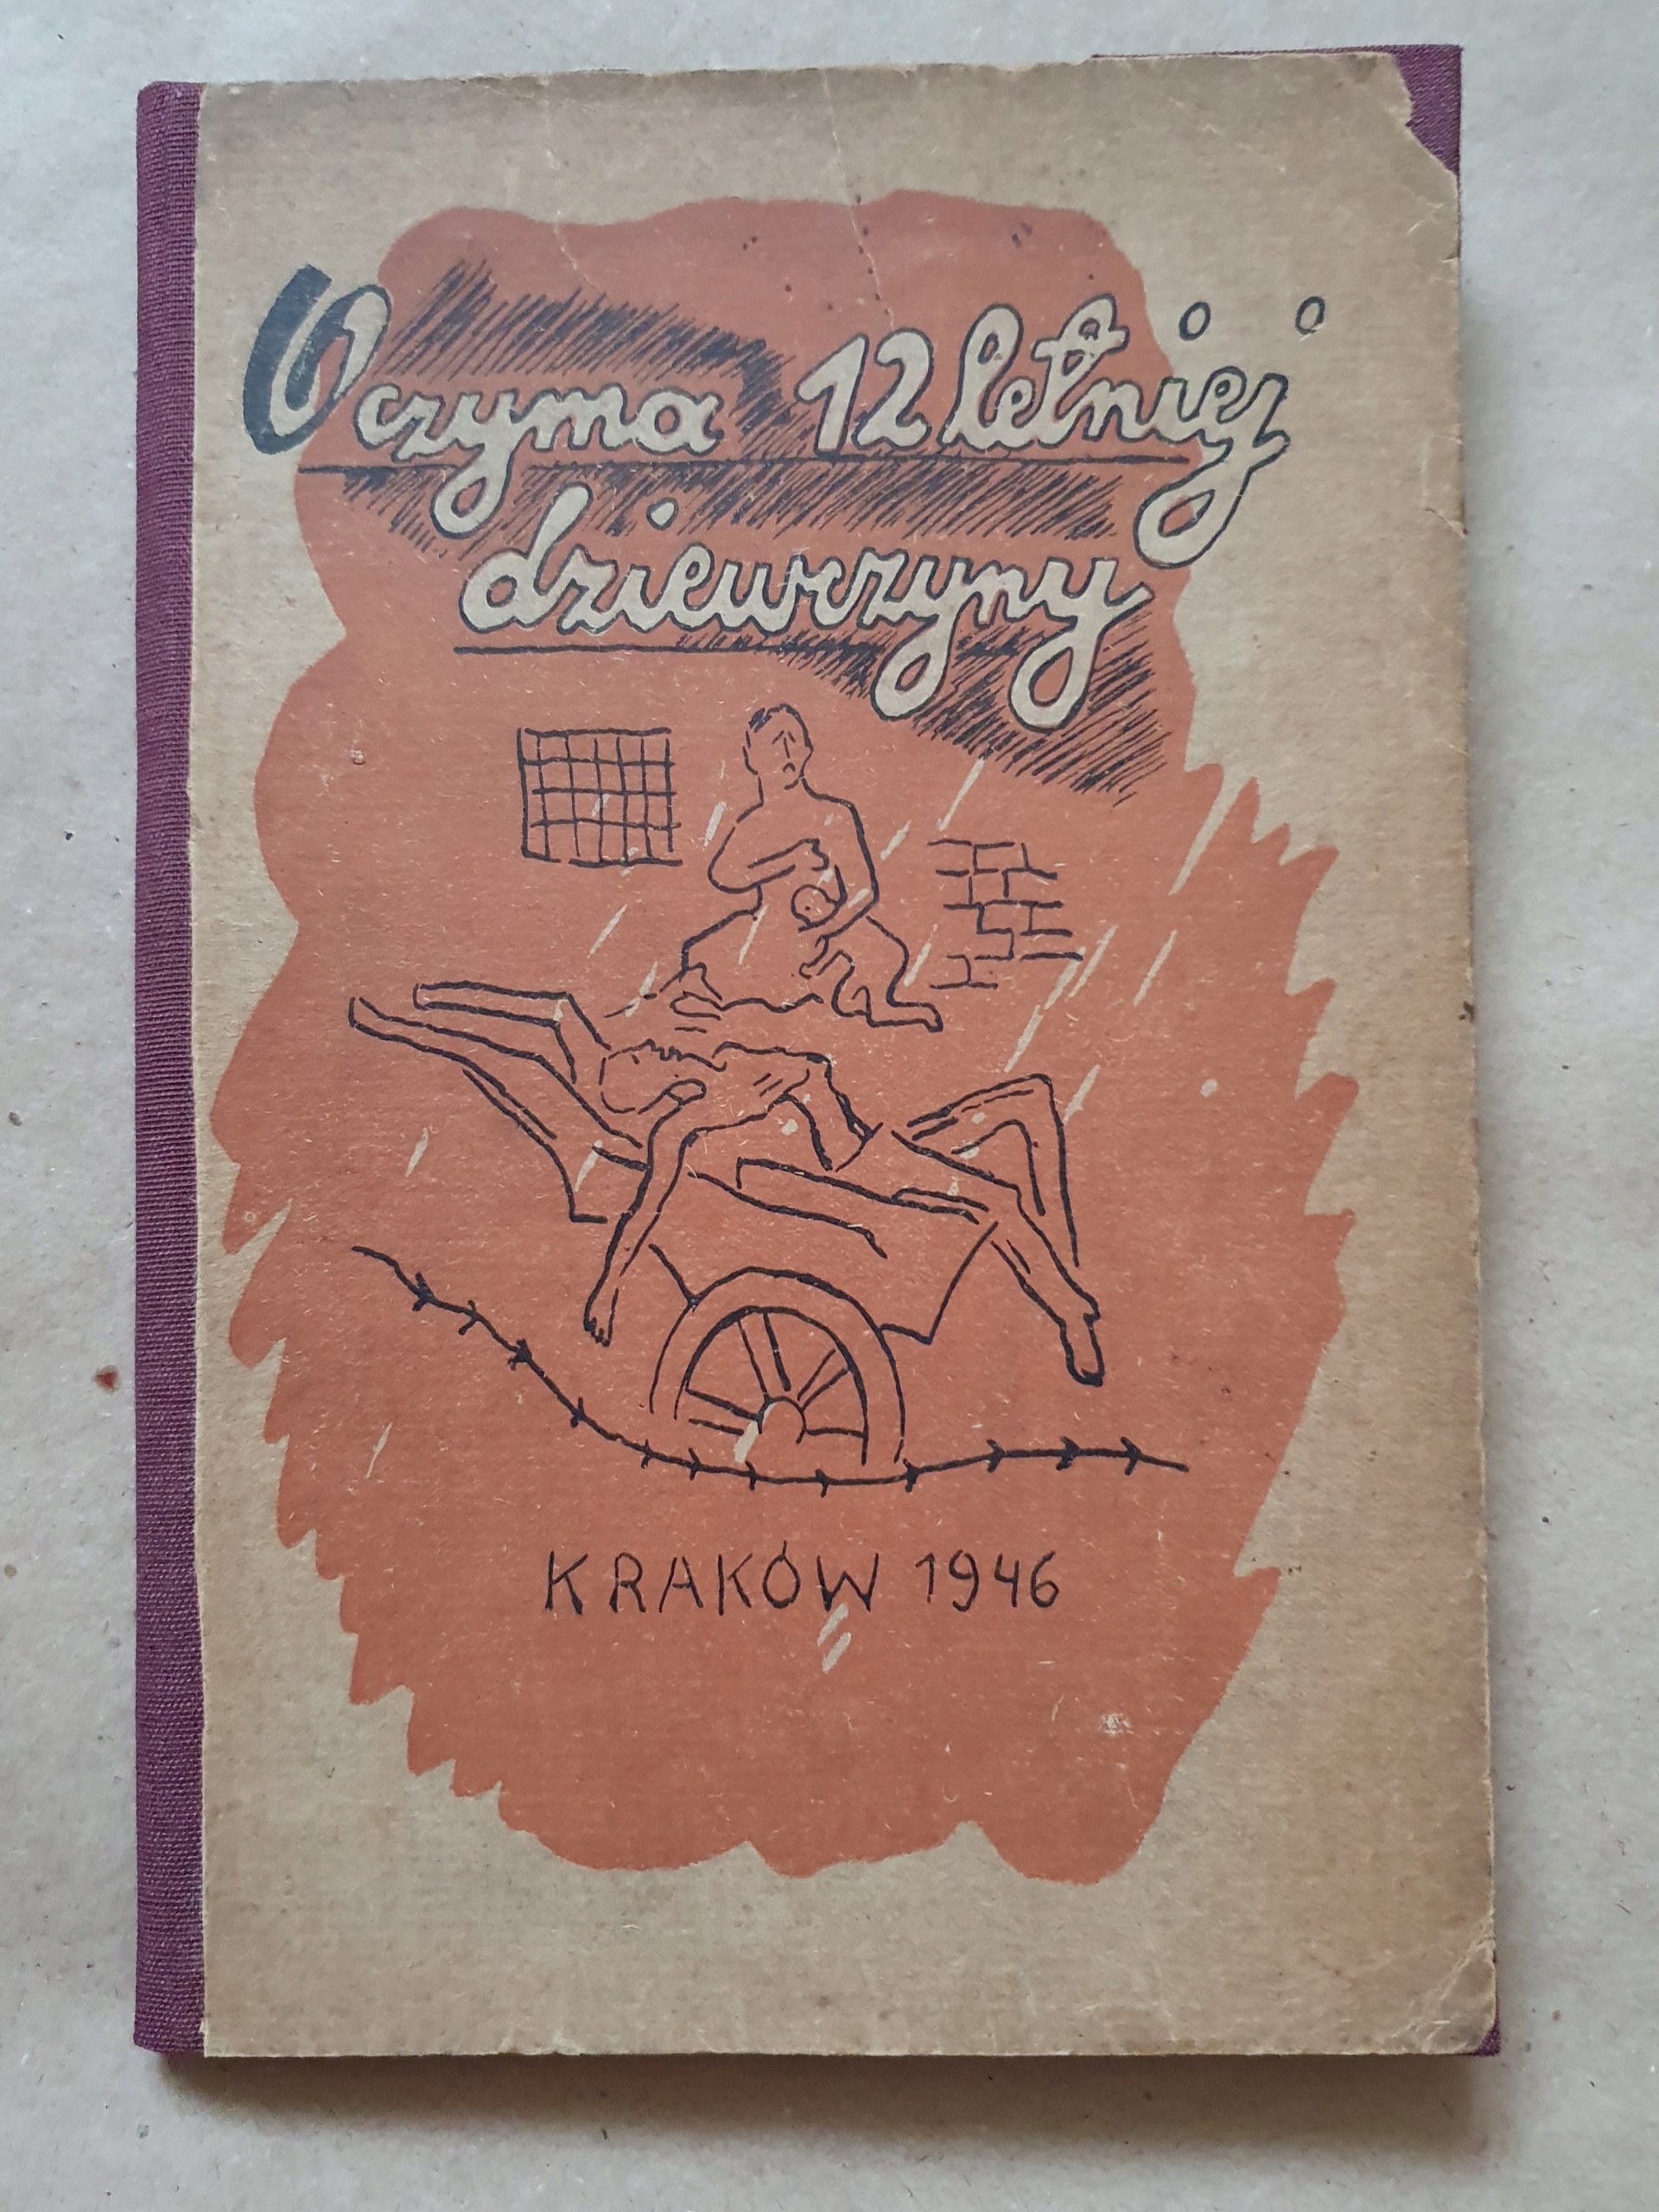 Oczyma 12 letniej
dziewczyny
KRAKÓW 1946